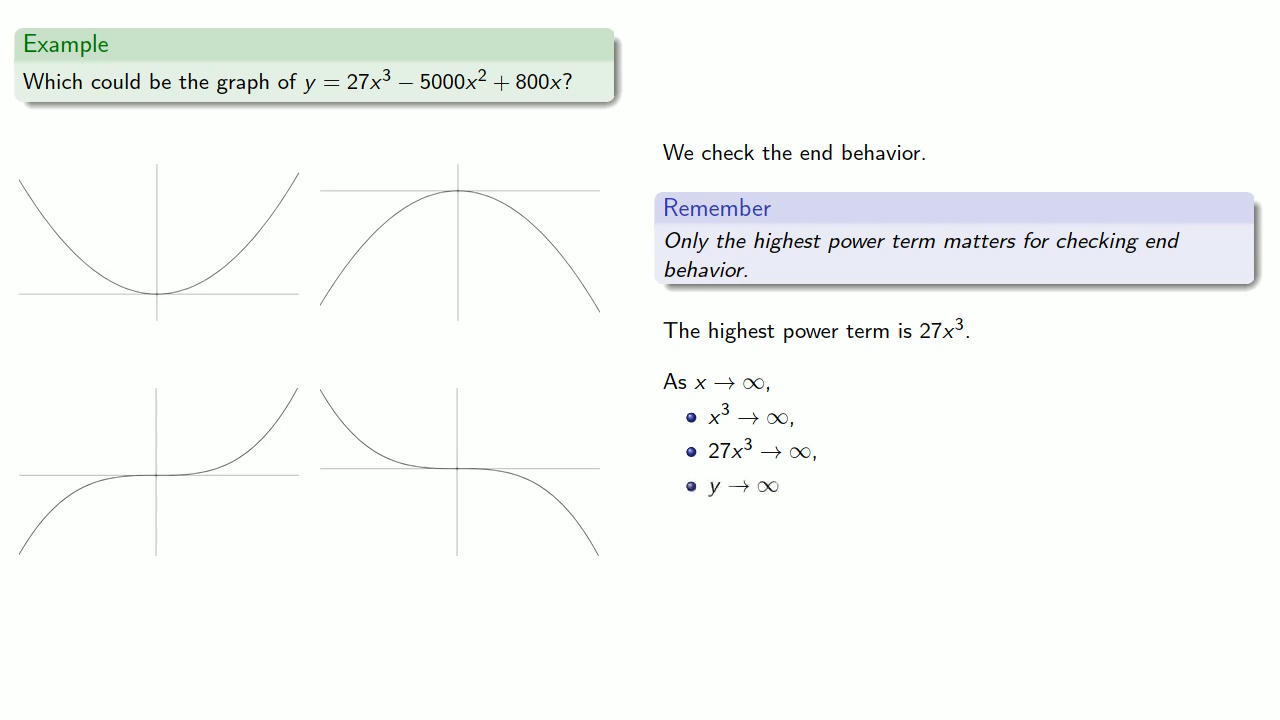 Example
Which could be the graph of y = 27x³ − 5000x² + 800x?
We check the end behavior.
Remember
Only the highest power term matters for checking end
behavior.
The highest power term is 27x³.
As x → ∞,
x³ → ∞,
27x³ → ∞,
y → ∞